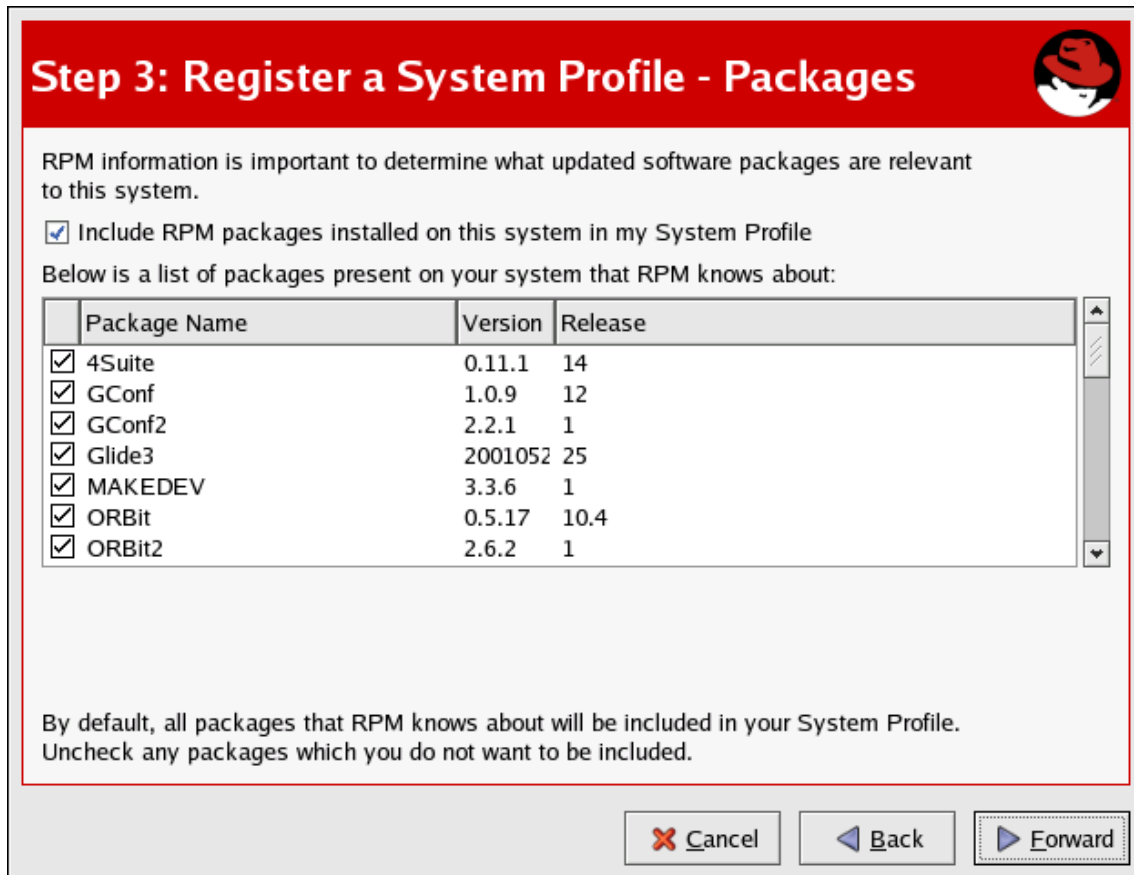 Step 3: Register a System Profile - Packages
RPM information is important to determine what updated software packages are relevant
to this system.
Include RPM packages installed on this system in my System Profile
Below is a list of packages present on your system that RPM knows about:
Package Name Version Release
4Suite 0.11.1 14
GConf 1.0.9 12
GConf2 2.2.1 1
Glide3 2001052 25
MAKEDEV 3.3.6 1
ORBit 0.5.17 10.4
ORBit2 2.6.2 1
By default, all packages that RPM knows about will be included in your System Profile.
Uncheck any packages which you do not want to be included.
Cancel Back Forward